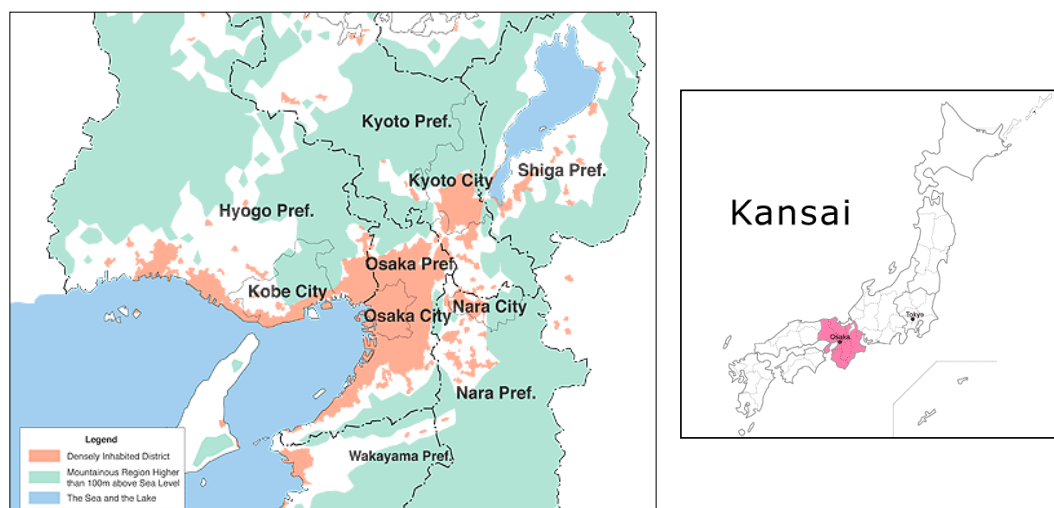 Kyoto Pref.
Shiga Pref.
Kyoto City
Hyogo Pref.
Osaka Pref.
Kobe City
Nara City
Osaka City
Nara Pref.
Wakayama Pref.
Legend
Densely Inhabited District
Mountainous Region Higher
than 100m above Sea Level
The Sea and the Lake
Kansai
Tokyo
Osaka